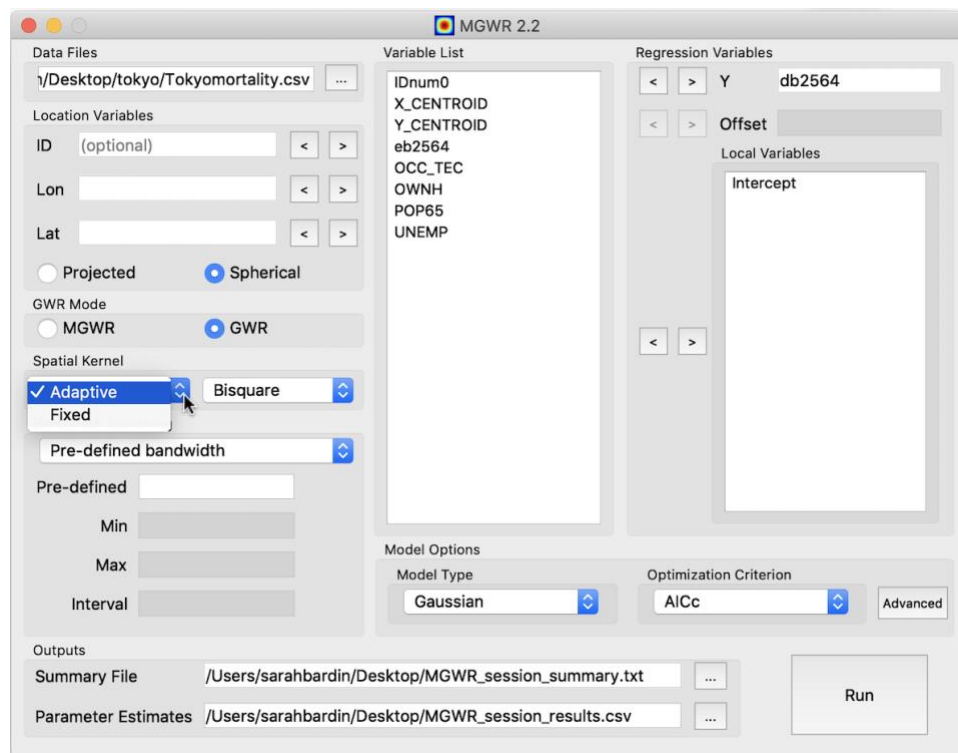 MGWR 2.2
Data Files
ı/Desktop/tokyo/Tokyomortality.csv ...
Location Variables
ID (optional) < >
Lon < >
Lat < >
Projected Spherical
GWR Mode
MGWR GWR
Spatial Kernel
✓ Adaptive Bisquare
Fixed
Pre-defined bandwidth
Pre-defined
Min
Max
Interval
Variable List
IDnum0
X_CENTROID
Y_CENTROID
eb2564
OCC_TEC
OWNH
POP65
UNEMP
Regression Variables
< > Y db2564
< > Offset
Local Variables
Intercept
< >
Model Options
Model Type
Gaussian
Optimization Criterion
AICc
Advanced
Outputs
Summary File /Users/sarahbardin/Desktop/MGWR_session_summary.txt ...
Parameter Estimates /Users/sarahbardin/Desktop/MGWR_session_results.csv ...
Run